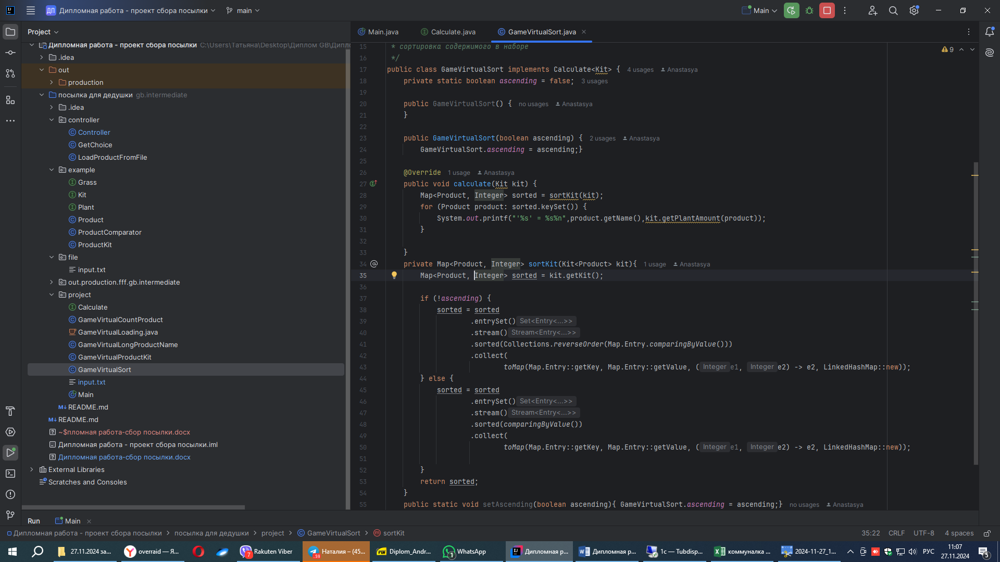 ДП Дипломная работа - проект сбора посылки main Main
Project
Дипломная работа - проект сбора посылки C:\Users\Татьяна\Desktop\Диплом GB\Дипло
.idea
out
production
посылка для дедушки gb.intermediate
.idea
controller
Controller
GetChoice
LoadProductFromFile
example
Grass
Kit
Plant
Product
ProductComparator
ProductKit
file
input.txt
out.production.fff.gb.intermediate
project
Calculate
GameVirtualCountProduct
GameVirtualLoading.java
GameVirtualLongProductName
GameVirtualProductKit
GameVirtualSort
input.txt
Main
README.md
README.md
~$пломная работа-сбор посылки.docx
Дипломная работа - проект сбора посылки.iml
Дипломная работа-сбор посылки.docx
External Libraries
Scratches and Consoles
Main.java Calculate.java GameVirtualSort.java
9
15 * сортировка содержимого в наборе
16 */
17 public class GameVirtualSort implements Calculate<Kit> { 4 usages Anastasya
18 private static boolean ascending = false; 3 usages
19
20 public GameVirtualSort() { no usages Anastasya
21 }
22
23 public GameVirtualSort(boolean ascending) { 2 usages Anastasya
24 GameVirtualSort.ascending = ascending;}
25
26 @Override 1 usage Anastasya
27 public void calculate(Kit kit) {
28 Map<Product, Integer> sorted = sortKit(kit);
29 for (Product product: sorted.keySet()) {
30 System.out.printf("'%s' = %s%n",product.getName(),kit.getPlantAmount(product));
31 }
32
33 }
34 private Map<Product, Integer> sortKit(Kit<Product> kit){ 1 usage Anastasya
35 Map<Product, Integer> sorted = kit.getKit();
36
37 if (!ascending) {
38 sorted = sorted
39 .entrySet() Set<Entry<...>>
40 .stream() Stream<Entry<...>>
41 .sorted(Collections.reverseOrder(Map.Entry.comparingByValue()))
42 .collect(
43 toMap(Map.Entry::getKey, Map.Entry::getValue, ( Integer e1, Integer e2) -> e2, LinkedHashMap::new));
44 } else {
45 sorted = sorted
46 .entrySet() Set<Entry<...>>
47 .stream() Stream<Entry<...>>
48 .sorted(comparingByValue())
49 .collect(
50 toMap(Map.Entry::getKey, Map.Entry::getValue, ( Integer e1, Integer e2) -> e2, LinkedHashMap::new));
51
52 }
53 return sorted;
54 }
55 public static void setAscending(boolean ascending){ GameVirtualSort.ascending = ascending;} no usages Anastasya
Run Main
Дипломная работа - проект сбора посылки > посылка для дедушки > project > GameVirtualSort > sortKit 35:22 CRLF UTF-8 4 spaces
27.11.2024 за... overraid — Я... 7 Rakuten Viber 59 Наталия – (45... PDF Diplom_Andr... 1 WhatsApp Дипломная р... Дипломная р... 1c — Tubdisp... коммуналка ... 2024-11-27_1... РУС 11:07 5
27.11.2024